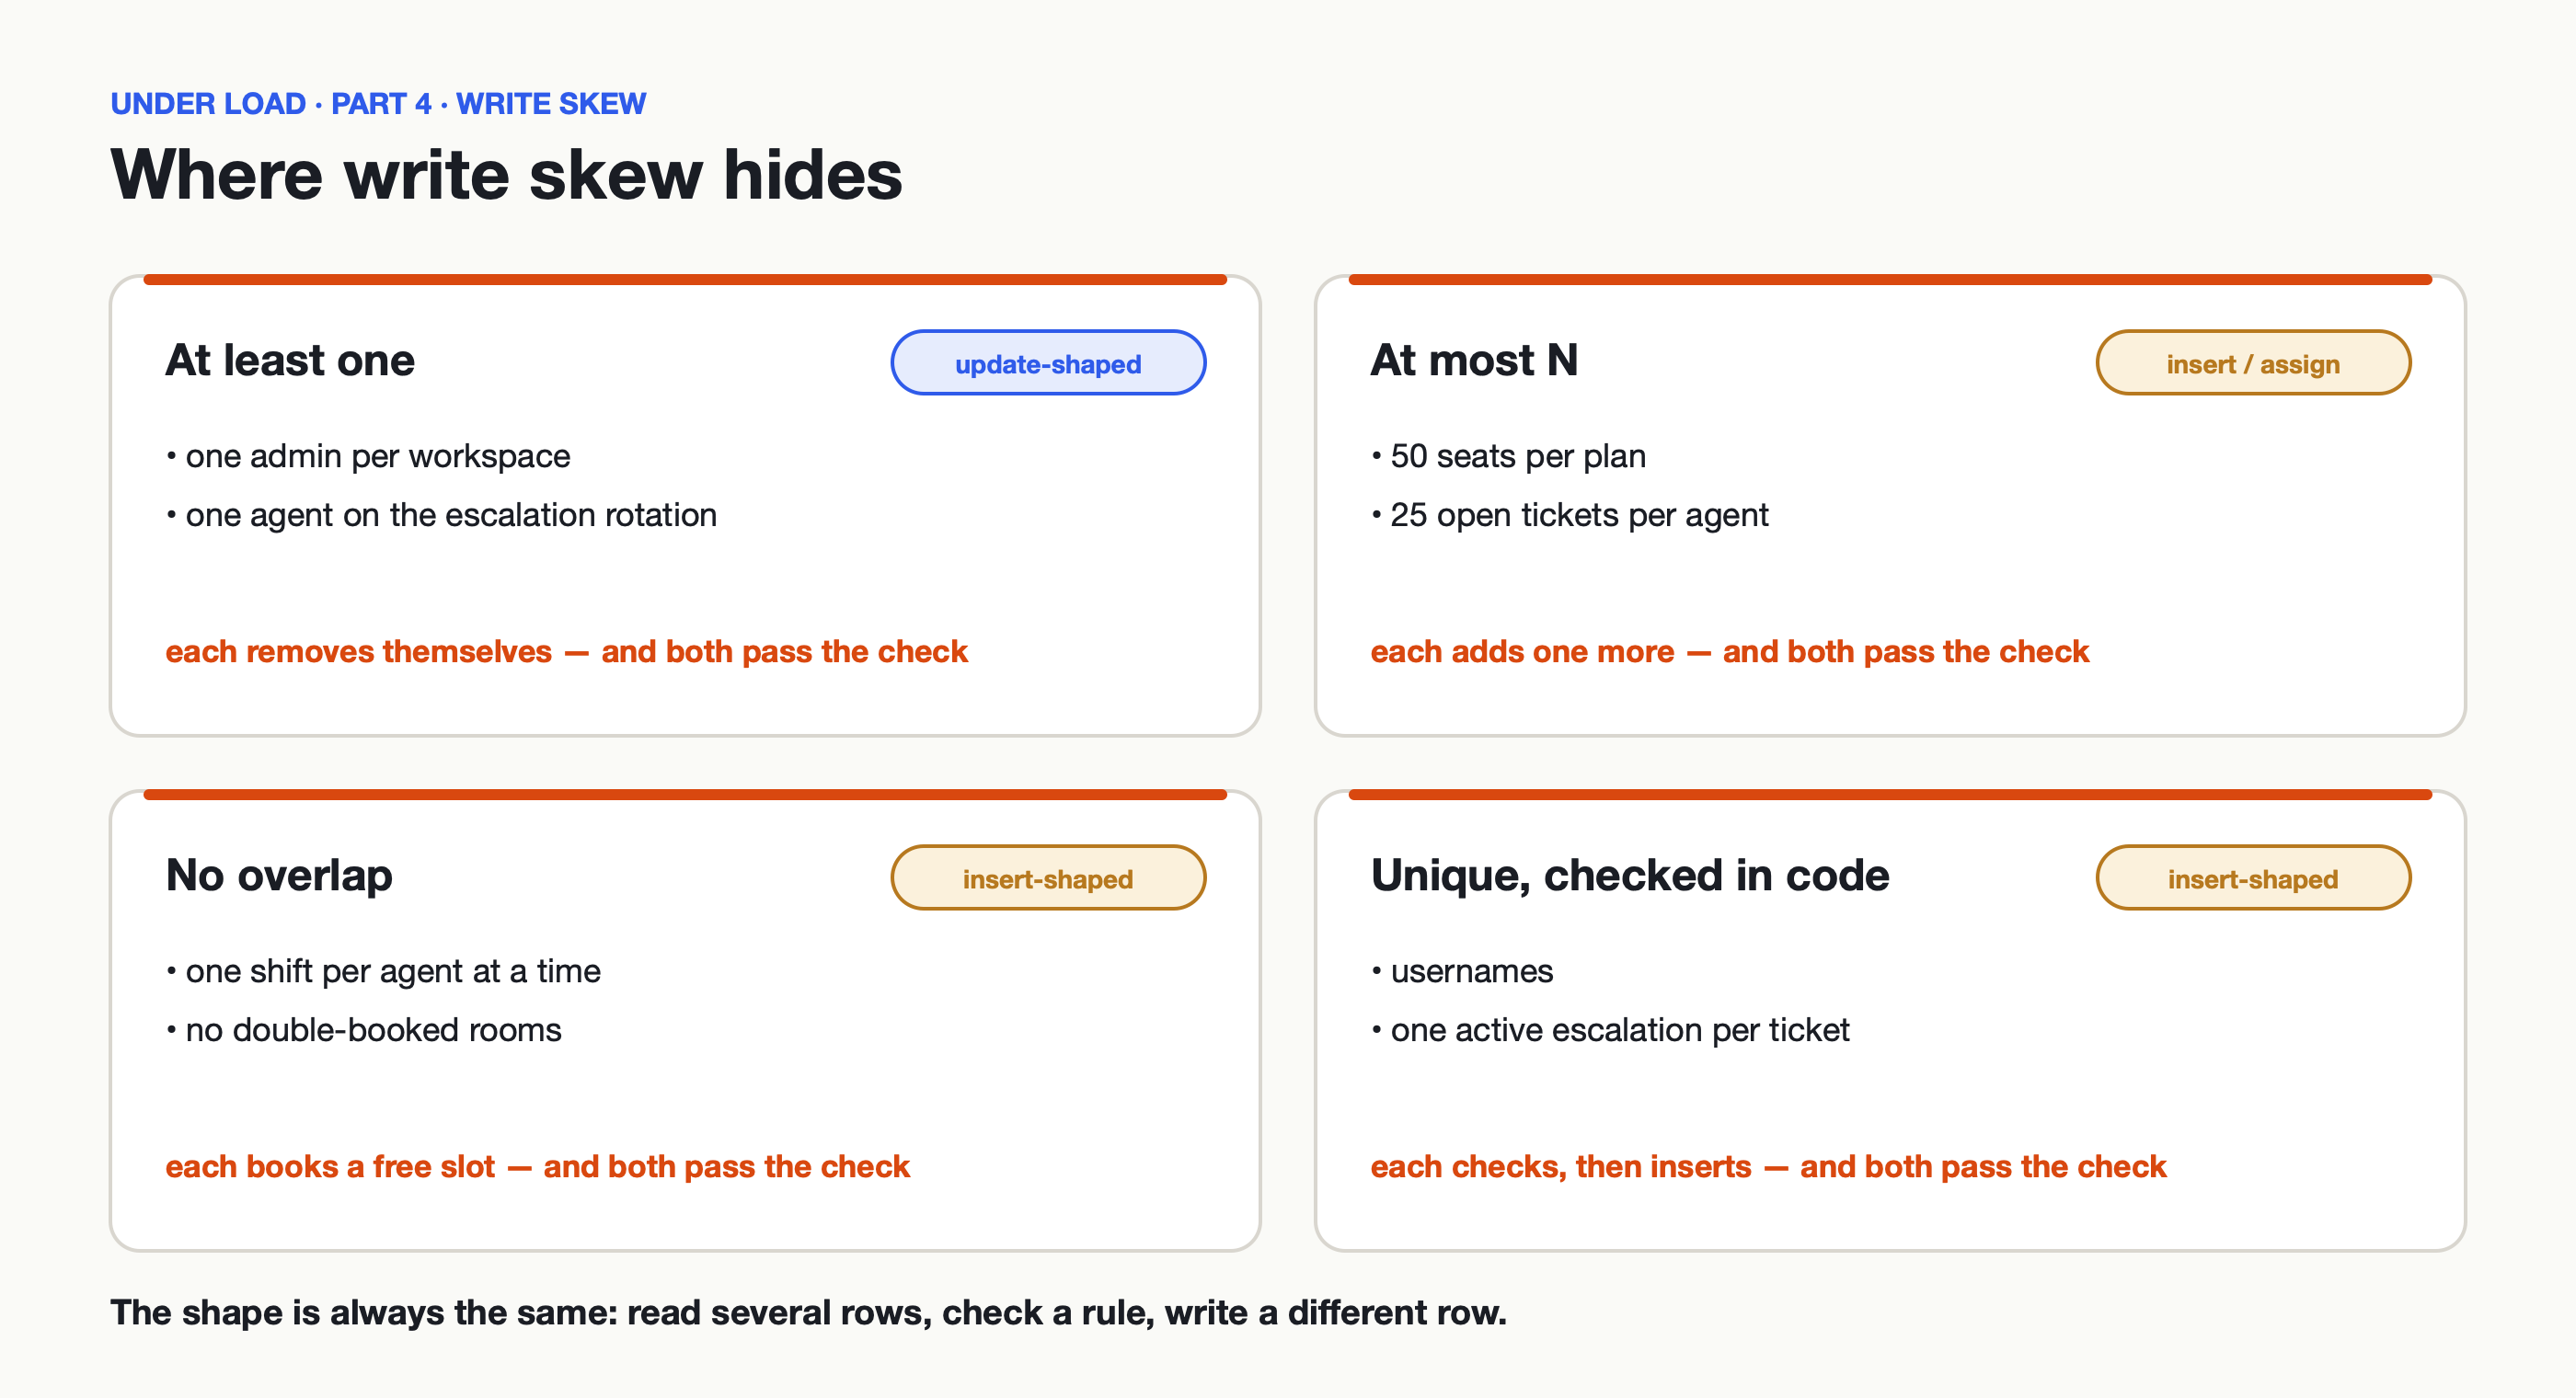 UNDER LOAD · PART 4 · WRITE SKEW
Where write skew hides
At least one
update-shaped
• one admin per workspace
• one agent on the escalation rotation
each removes themselves — and both pass the check
At most N
insert / assign
• 50 seats per plan
• 25 open tickets per agent
each adds one more — and both pass the check
No overlap
insert-shaped
• one shift per agent at a time
• no double-booked rooms
each books a free slot — and both pass the check
Unique, checked in code
insert-shaped
• usernames
• one active escalation per ticket
each checks, then inserts — and both pass the check
The shape is always the same: read several rows, check a rule, write a different row.